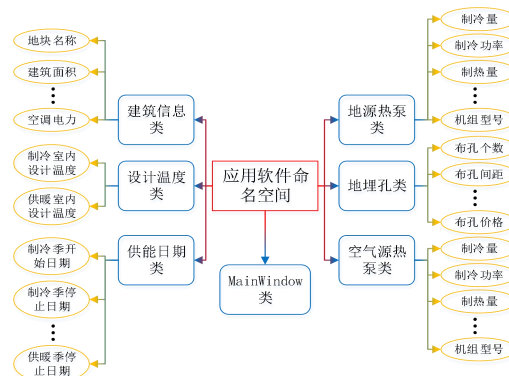 地块名称
建筑面积
空调电力
制冷室内
设计温度
供暖室内
设计温度
制冷季开
始日期
制冷季停
止日期
供暖季停
止日期
建筑信息
类
设计温度
类
供能日期
类
应用软件命
名空间
MainWindow
类
地源热泵
类
地埋孔类
空气源热
泵类
制冷量
制冷功率
制热量
机组型号
布孔个数
布孔间距
布孔价格
制冷量
制冷功率
制热量
机组型号